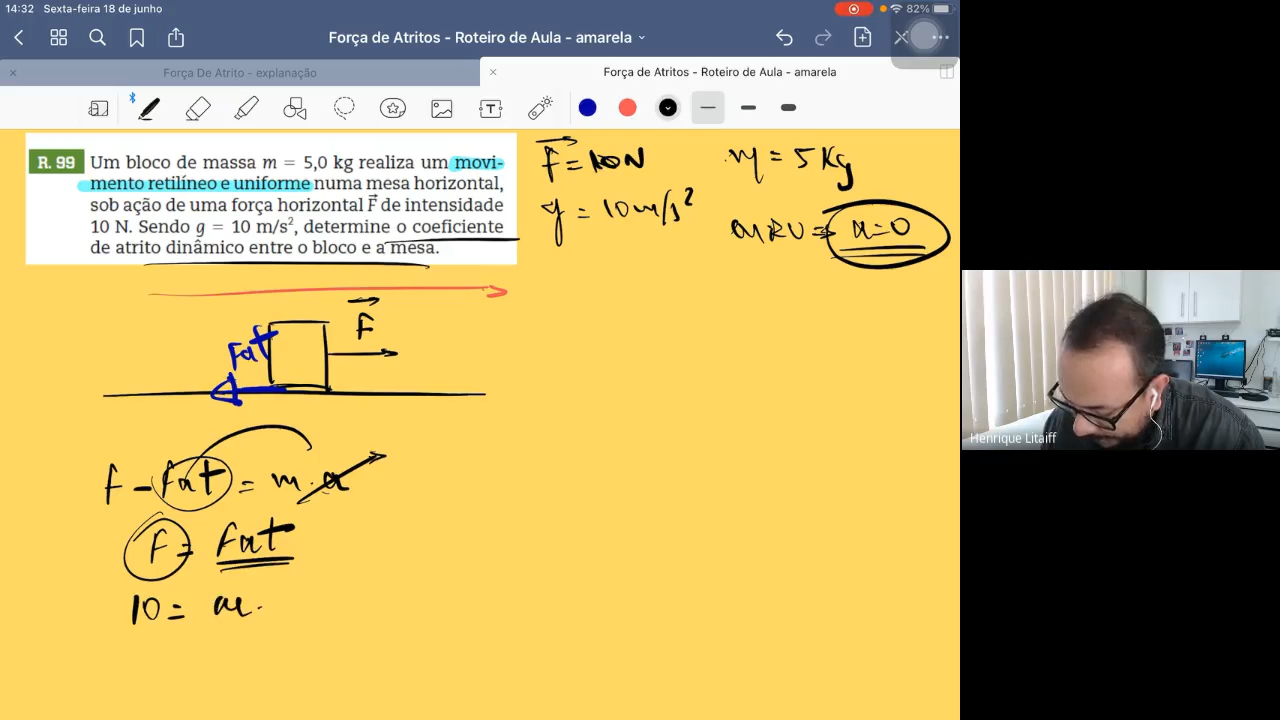 14:32 Sexta-feira 18 de junho
82%
Força de Atritos - Roteiro de Aula - amarela
Força De Atrito - explanação
Força de Atritos - Roteiro de Aula - amarela
R. 99 Um bloco de massa m = 5,0 kg realiza um movi-
mento retilíneo e uniforme numa mesa horizontal,
sob ação de uma força horizontal F⃗ de intensidade
10 N. Sendo g = 10 m/s², determine o coeficiente
de atrito dinâmico entre o bloco e a mesa.
F⃗ = 10N
m = 5 Kg
g = 10 m/s²
MRU ⇒ a = 0
F⃗
Fat
F - Fat = m . a
F = Fat
10 =
Henrique Litaiff